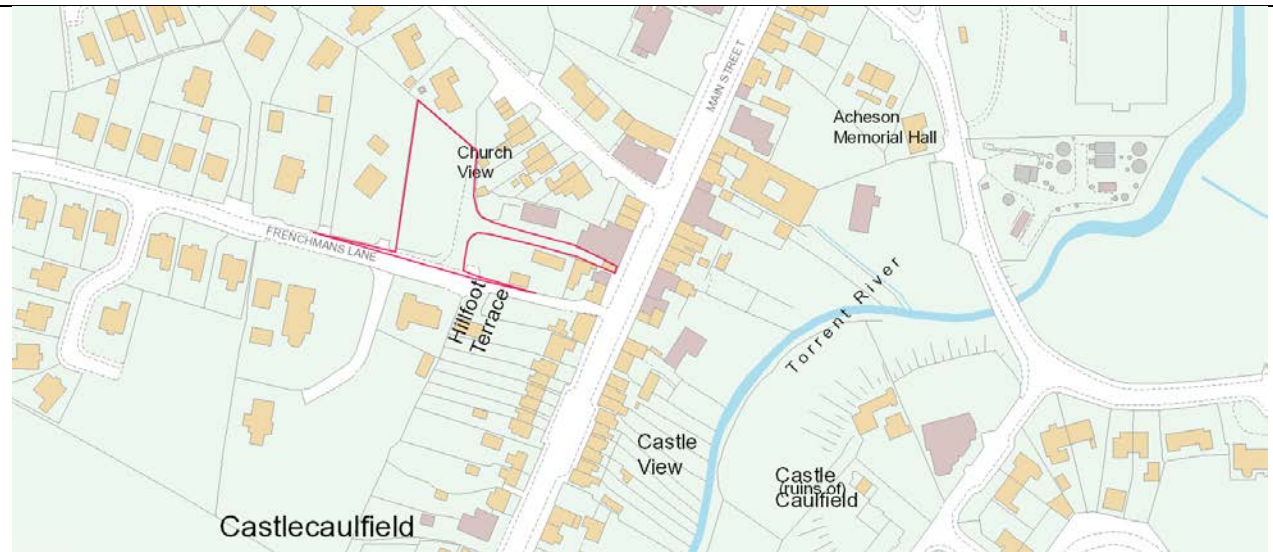 MAIN STREET
Acheson
Memorial Hall
Church
View
FRENCHMANS LANE
Hillfoot
Terrace
Torrent River
Castle
View
Castle
(ruins of)
Caulfield
Castlecaulfield